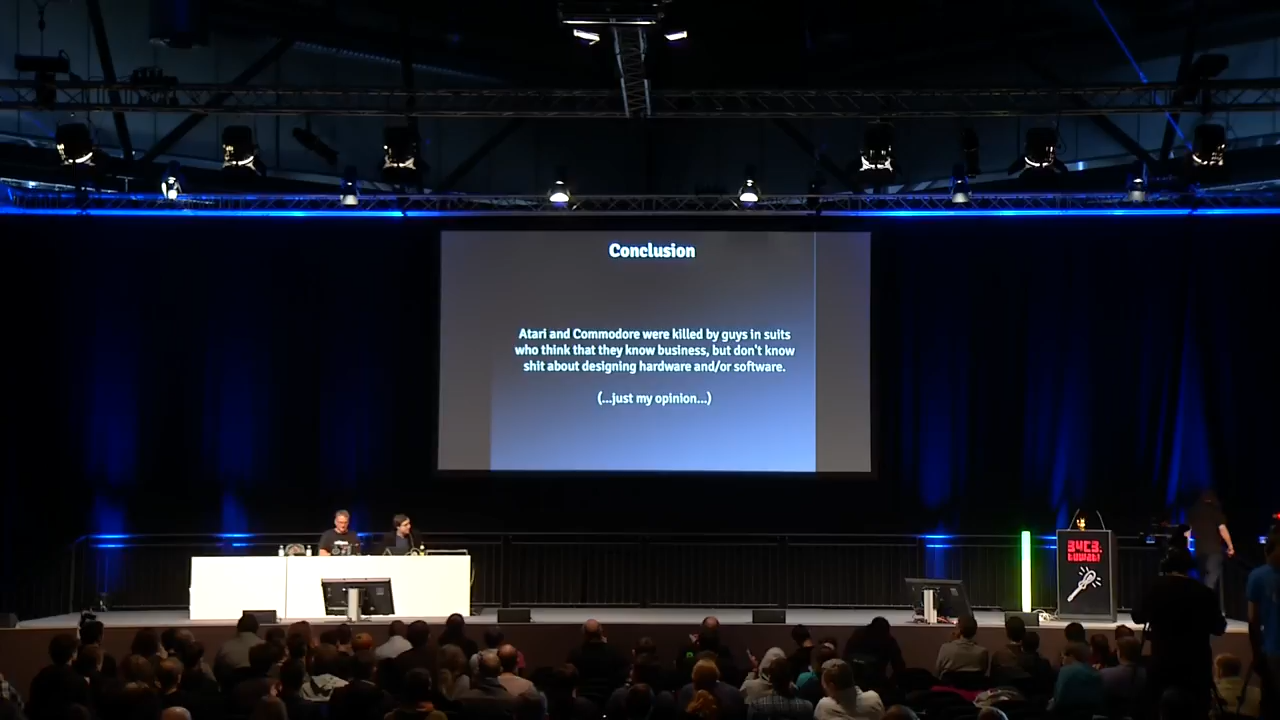 Conclusion
Atari and Commodore were killed by guys in suits
who think that they know business, but don't know
shit about designing hardware and/or software.
(...just my opinion...)
34C3.
tuwat!